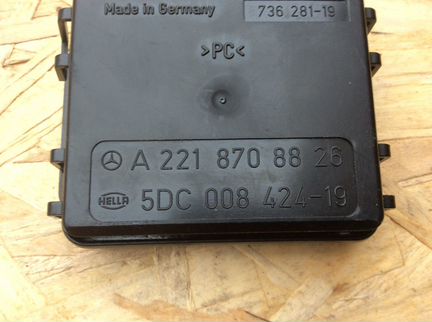 Made in Germany
736 281-19
>PC<
A 221 870 88 26
HELLA 5DC 008 424-19